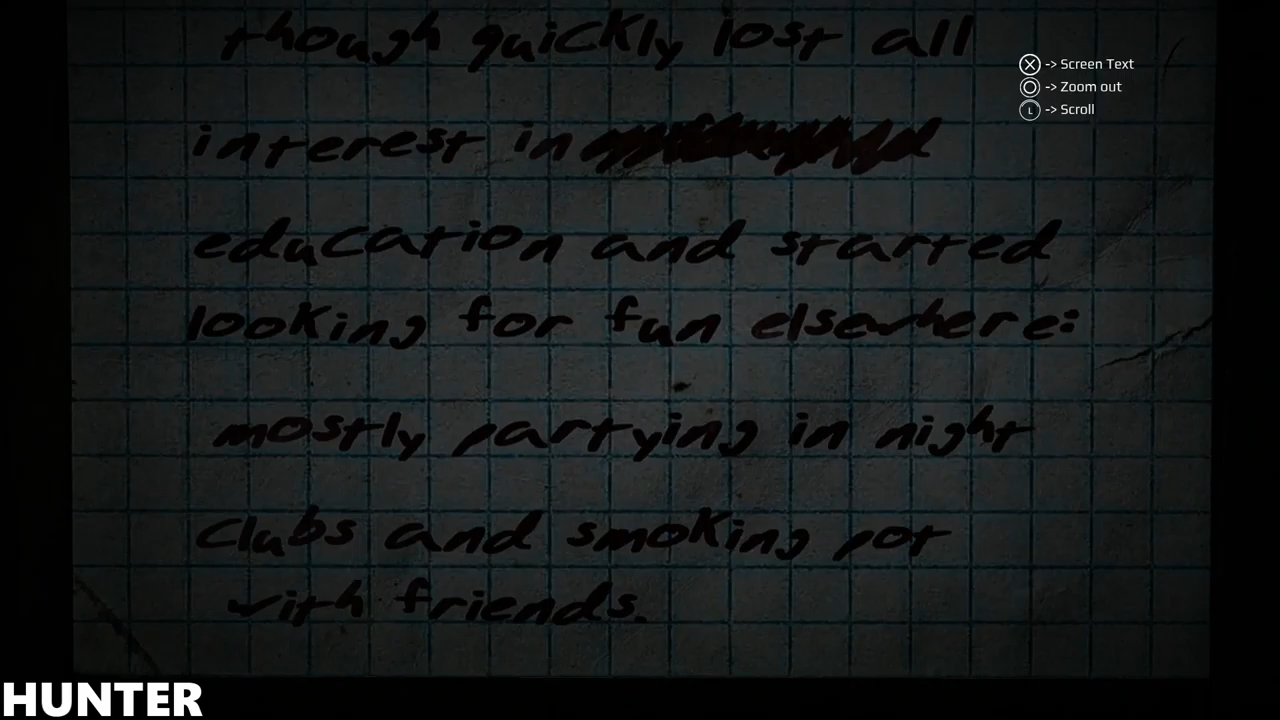 though quickly lost all
-> Screen Text
-> Zoom out
L -> Scroll
interest in
education and started
looking for fun elsewhere:
mostly partying in night
clubs and smoking pot
with friends.
HUNTER